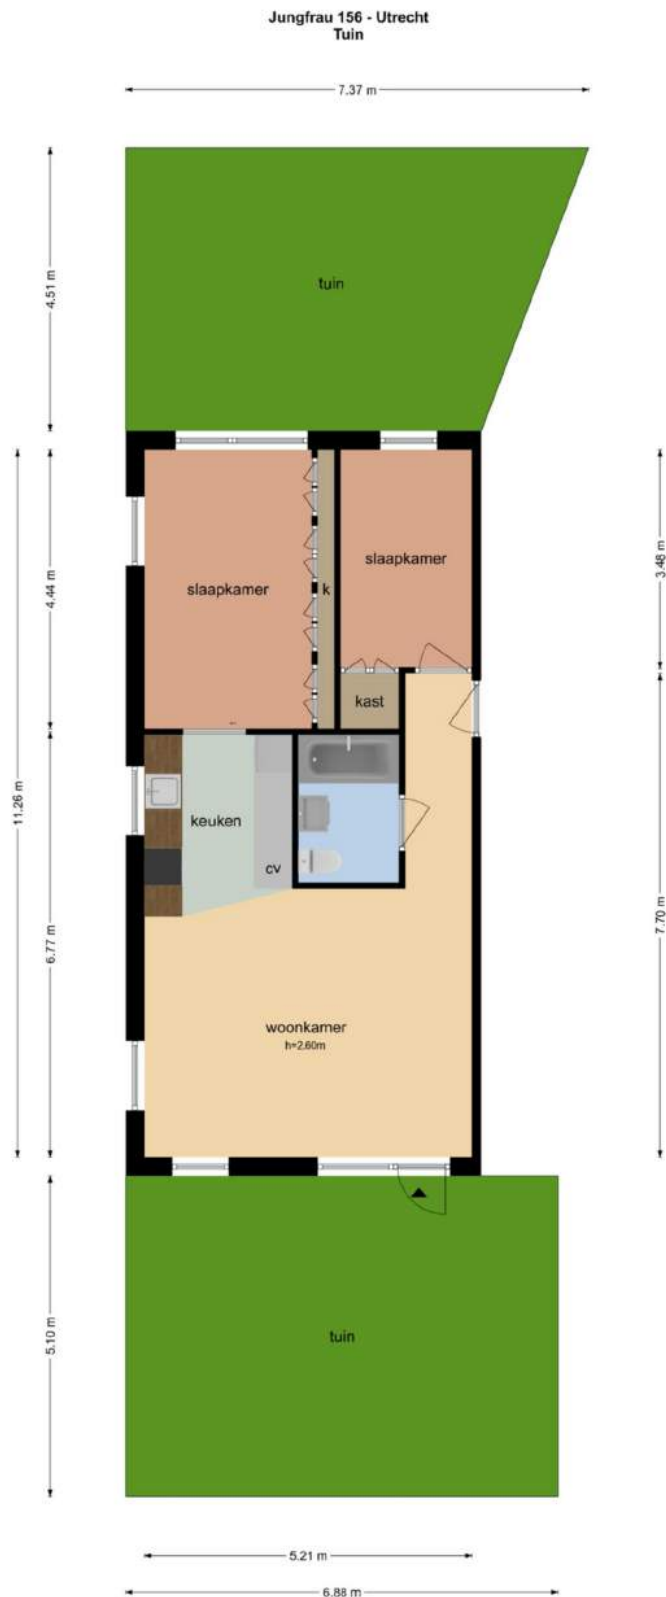 Jungfrau 156 - Utrecht
Tuin
7.37 m
4.51 m
tuin
11.26 m
4.44 m
3.48 m
slaapkamer
k
slaapkamer
kast
keuken
cv
6.77 m
7.70 m
woonkamer
h=2.60m
5.10 m
tuin
5.21 m
6.88 m